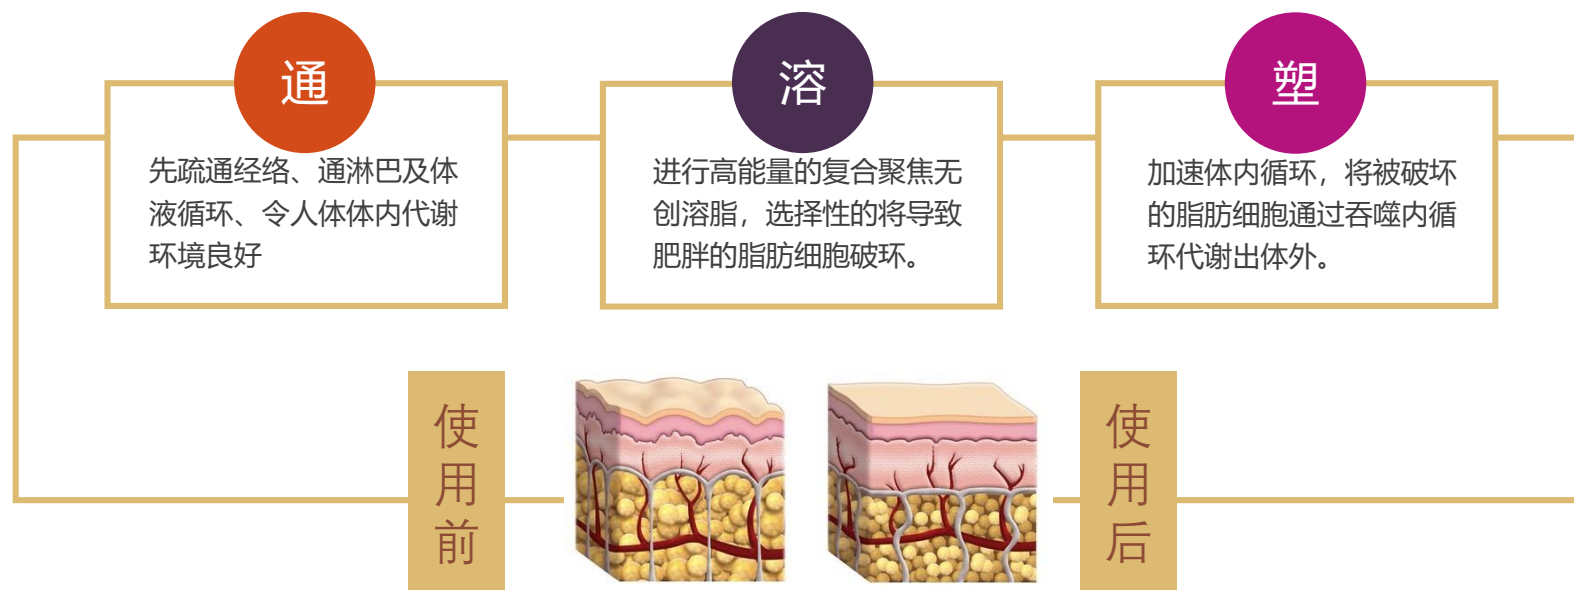 通
先疏通经络、通淋巴及体
液循环、令人体体内代谢
环境良好
溶
进行高能量的复合聚焦无
创溶脂，选择性的将导致
肥胖的脂肪细胞破环。
塑
加速体内循环，将被破坏
的脂肪细胞通过吞噬内循
环代谢出体外。
使用前
使用后